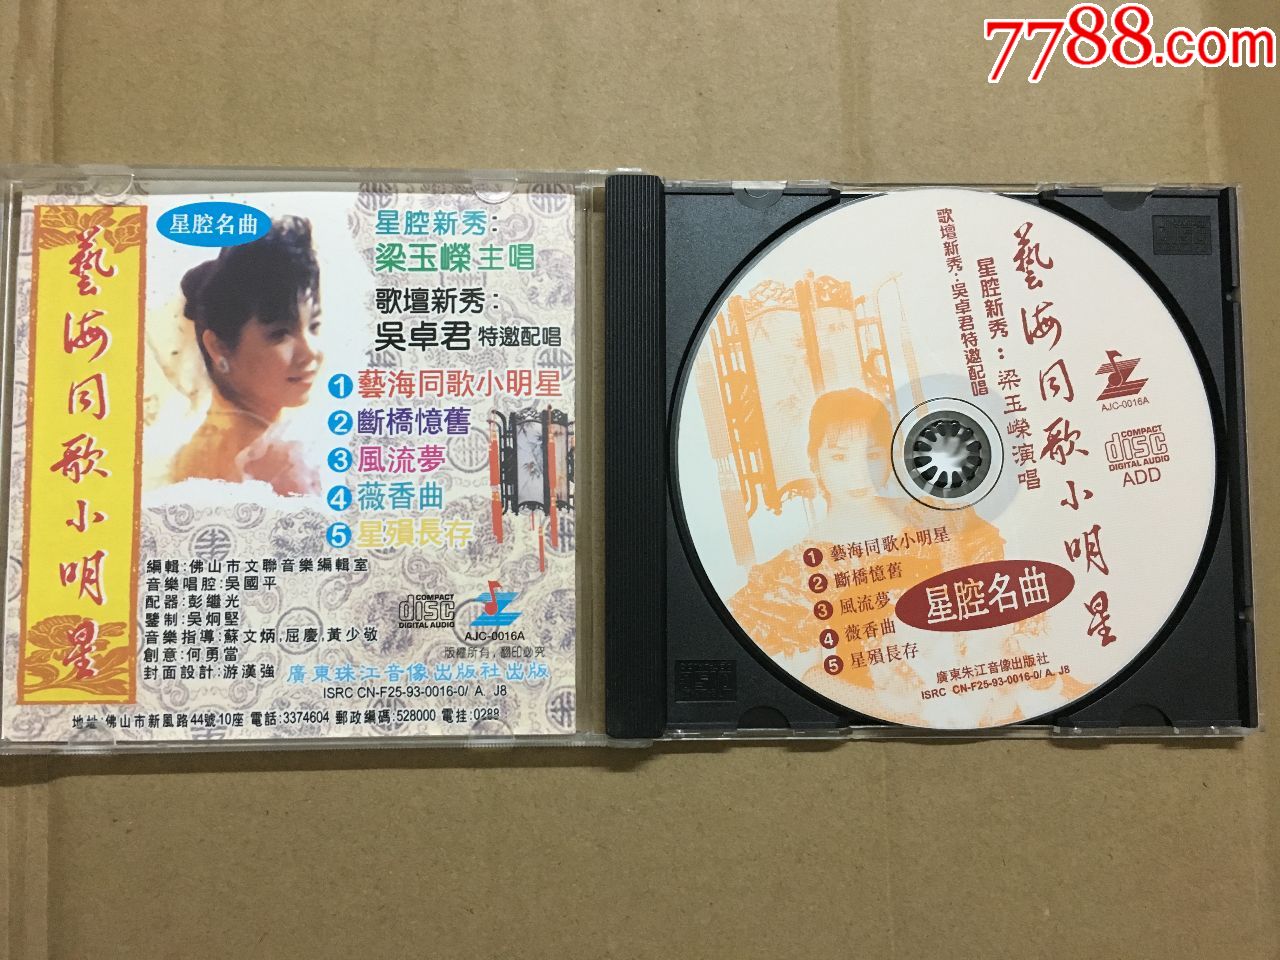 7788.com
藝海同歌小明星
星腔名曲
星腔新秀:
梁玉嶸 主唱
歌壇新秀:
吳卓君 特邀配唱
1 藝海同歌小明星
2 斷橋憶舊
3 風流夢
4 薇香曲
5 星殞長存
編輯:佛山市文聯音樂編輯室
音樂唱腔:吳國平
配器:彭繼光
鑒制:吳炯堅
音樂指導:蘇文炳,屈慶,黃少敬
創意:何勇當
封面設計:游漢強
COMPACT
disc
DIGITAL AUDIO
AJC-0016A
版權所有,翻印必究
廣東珠江音像出版社出版
ISRC CN-F25-93-0016-0/ A. J8
地址:佛山市新風路44號10座 電話:3374604 郵政編碼:528000 電挂:0288
藝海同歌小明星
星腔新秀:梁玉嶸演唱
歌壇新秀:吳卓君特邀配唱
AJC-0016A
COMPACT
disc
DIGITAL AUDIO
ADD
1 藝海同歌小明星
2 斷橋憶舊
3 風流夢
4 薇香曲
5 星殞長存
星腔名曲
廣東珠江音像出版社
ISRC CN-F25-93-0016-0/ A. J8